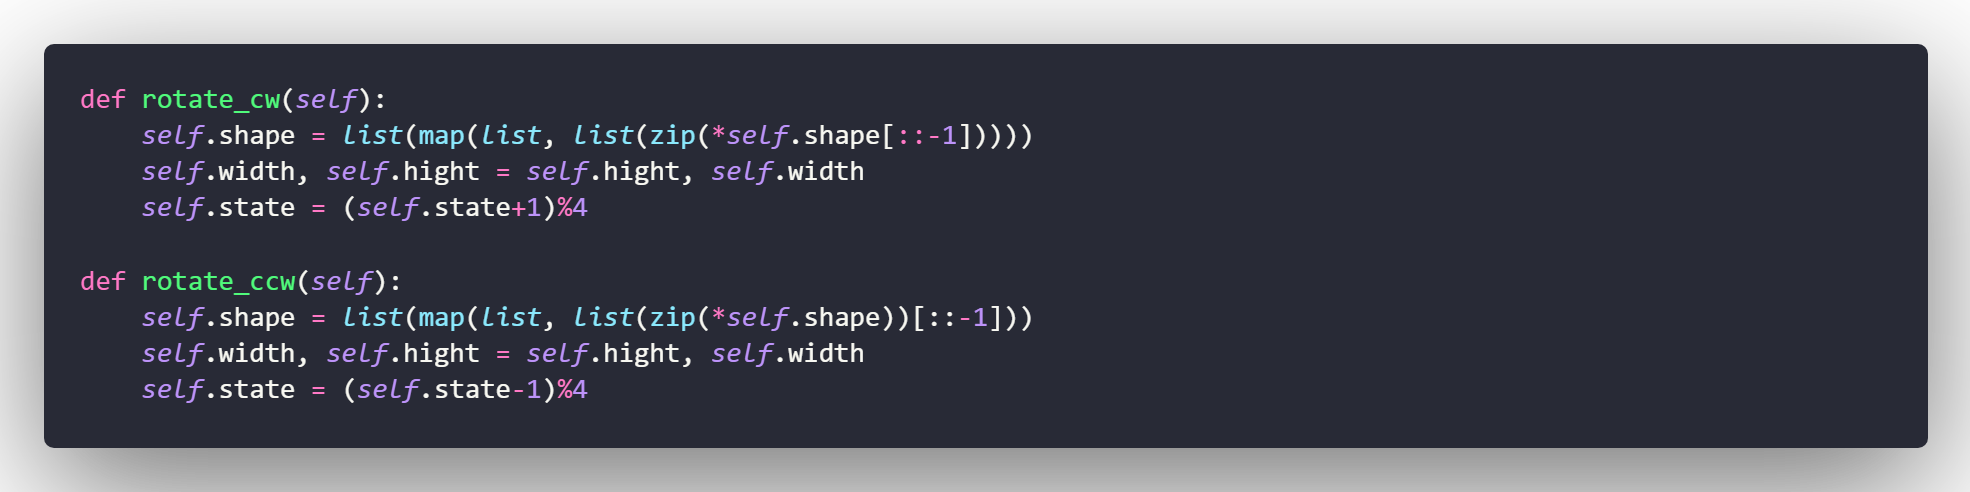 def rotate_cw(self):
    self.shape = list(map(list, list(zip(*self.shape[::-1]))))
    self.width, self.hight = self.hight, self.width
    self.state = (self.state+1)%4

def rotate_ccw(self):
    self.shape = list(map(list, list(zip(*self.shape))[::-1]))
    self.width, self.hight = self.hight, self.width
    self.state = (self.state-1)%4